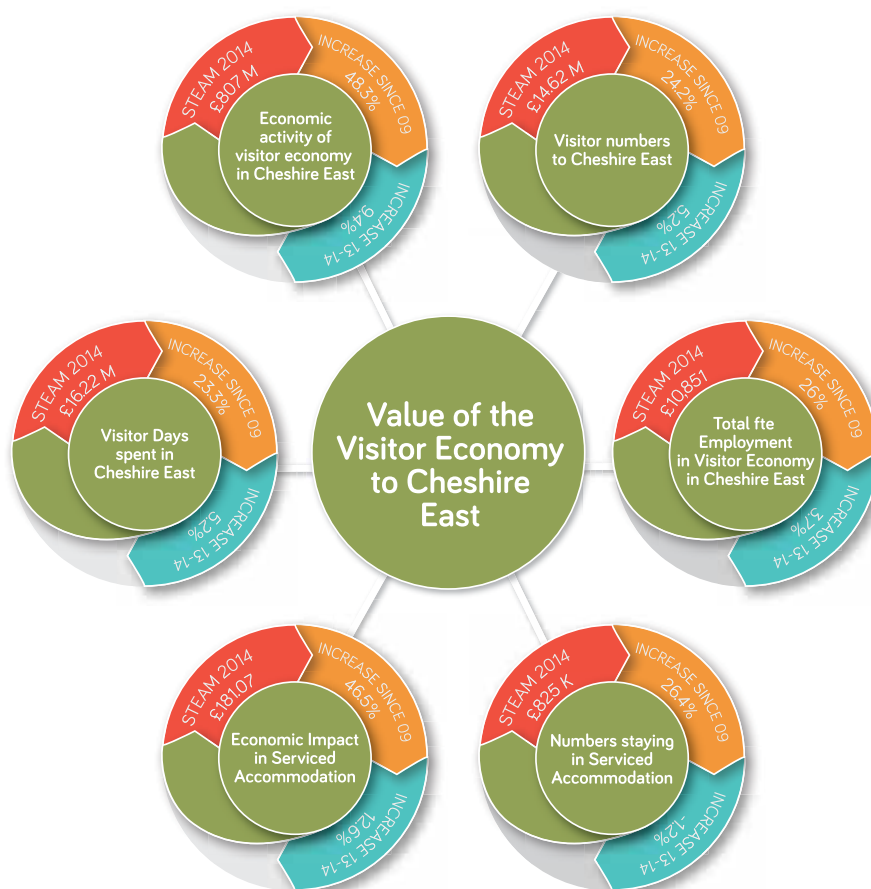 STEAM 2014
£807 M
INCREASE SINCE 09
48.3%
INCREASE 13-14
9.4%
Economic
activity of
visitor economy
in Cheshire East
STEAM 2014
£14.62 M
INCREASE SINCE 09
24.2%
INCREASE 13-14
5.2%
Visitor numbers
to Cheshire East
STEAM 2014
£16.22 M
INCREASE SINCE 09
23.3%
INCREASE 13-14
5.2%
Visitor Days
spent in
Cheshire East
Value of the
Visitor Economy
to Cheshire
East
STEAM 2014
£10,851
INCREASE SINCE 09
26%
INCREASE 13-14
3.7%
Total fte
Employment
in Visitor Economy
in Cheshire East
STEAM 2014
£181.07
INCREASE SINCE 09
46.5%
INCREASE 13-14
12.6%
Economic Impact
in Serviced
Accommodation
STEAM 2014
£825 K
INCREASE SINCE 09
26.4%
INCREASE 13-14
-1.2%
Numbers staying
in Serviced
Accommodation